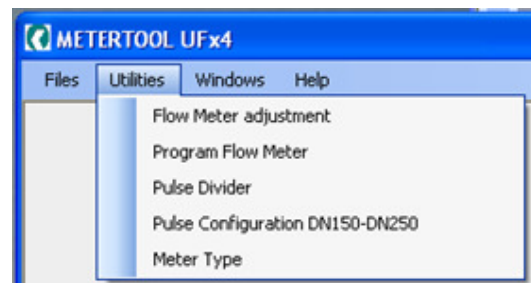 METERTOOL UFx4
Files Utilities Windows Help
Flow Meter adjustment
Program Flow Meter
Pulse Divider
Pulse Configuration DN150-DN250
Meter Type